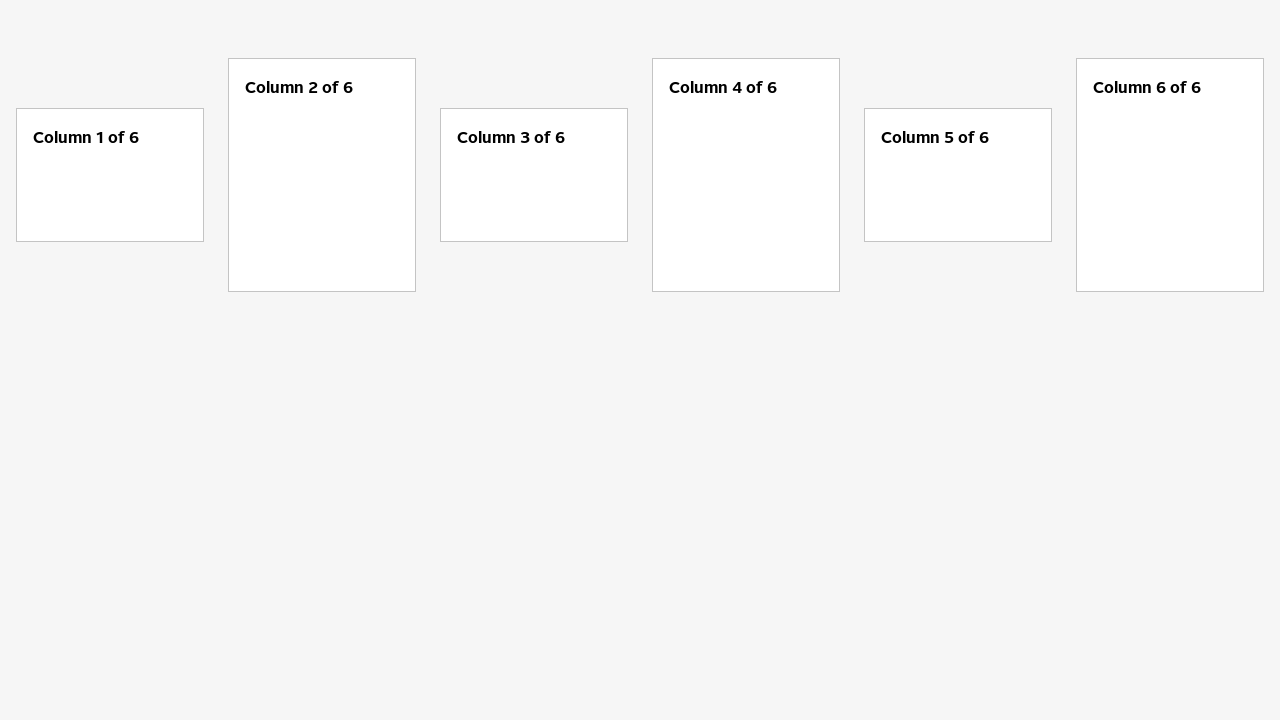 Column 1 of 6
Column 2 of 6
Column 3 of 6
Column 4 of 6
Column 5 of 6
Column 6 of 6